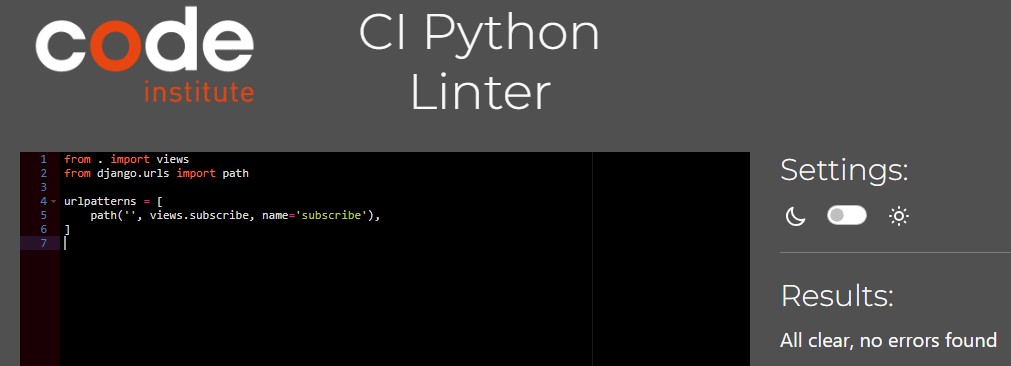 code
institute
CI Python
Linter
1 from . import views
2 from django.urls import path
3
4 urlpatterns = [
5     path('', views.subscribe, name='subscribe'),
6 ]
7
Settings:
Results:
All clear, no errors found